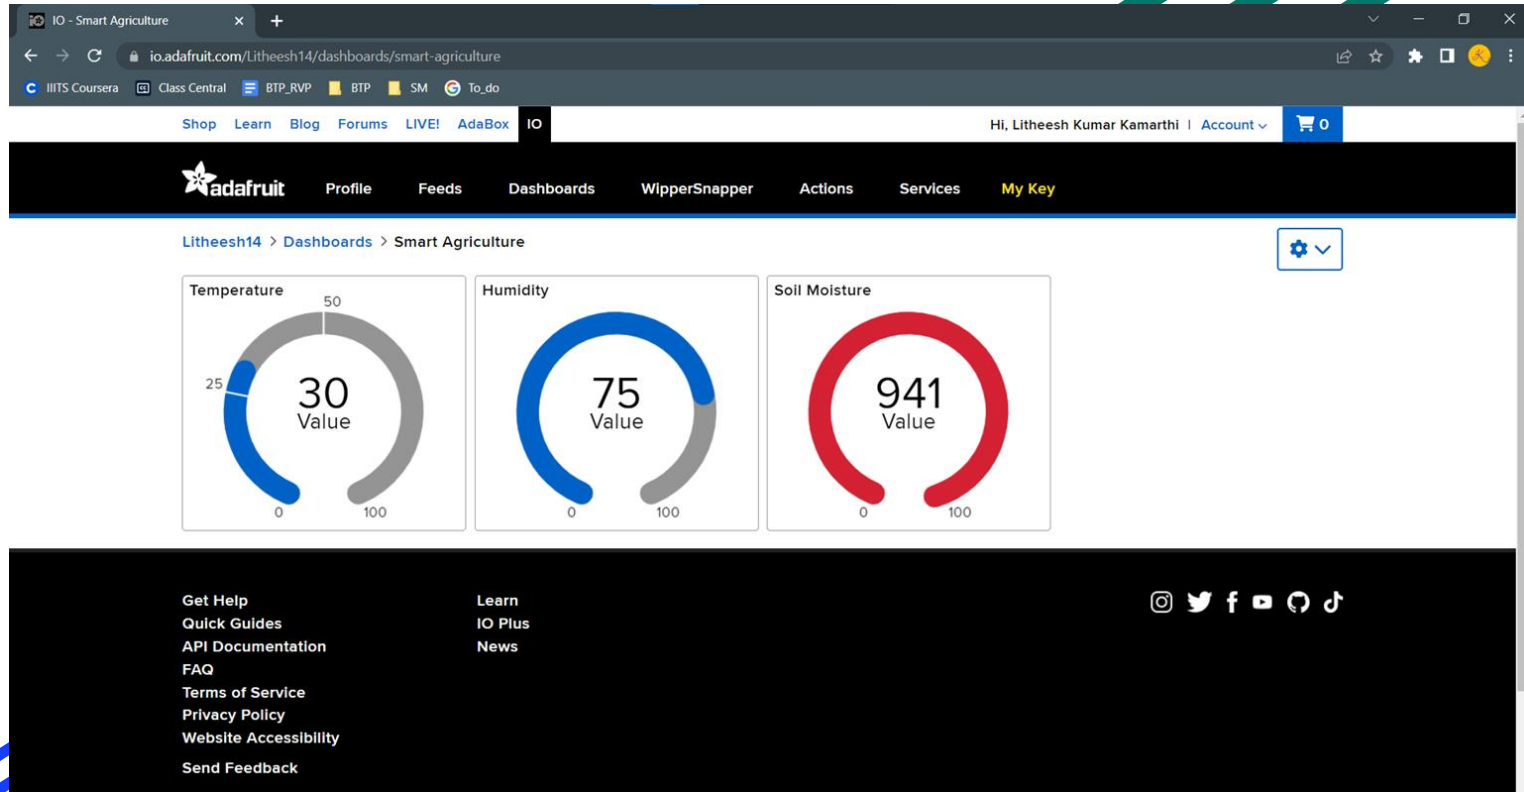 IO - Smart Agriculture
io.adafruit.com/Litheesh14/dashboards/smart-agriculture
IIITS Coursera Class Central BTP_RVP BTP SM To_do
Shop Learn Blog Forums LIVE! AdaBox IO Hi, Litheesh Kumar Kamarthi | Account 0
adafruit Profile Feeds Dashboards WipperSnapper Actions Services My Key
Litheesh14 > Dashboards > Smart Agriculture
Temperature
50
25
30
Value
0 100
Humidity
75
Value
0 100
Soil Moisture
941
Value
0 100
Get Help
Quick Guides
API Documentation
FAQ
Terms of Service
Privacy Policy
Website Accessibility
Send Feedback
Learn
IO Plus
News